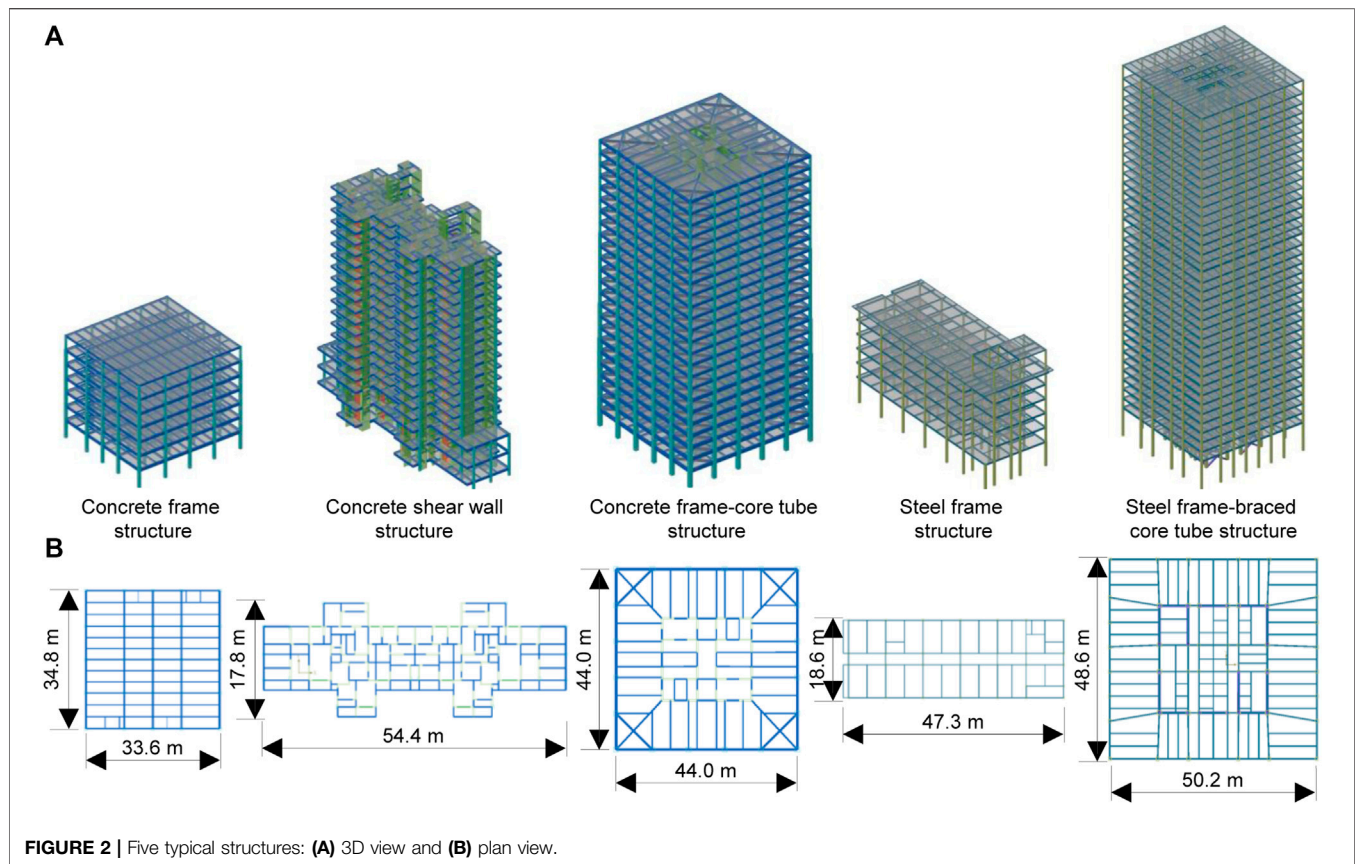 A
Concrete frame
structure
Concrete shear wall
structure
Concrete frame-core tube
structure
Steel frame
structure
Steel frame-braced
core tube structure
B
34.8 m
33.6 m
17.8 m
54.4 m
44.0 m
44.0 m
18.6 m
47.3 m
48.6 m
50.2 m
FIGURE 2 | Five typical structures: (A) 3D view and (B) plan view.